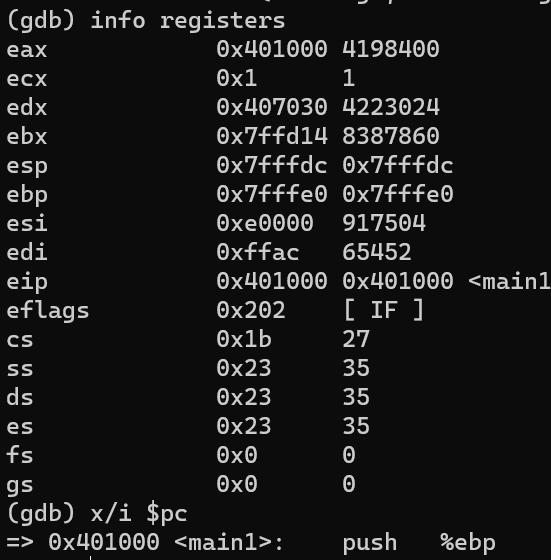 (gdb) info registers
eax 0x401000 4198400
ecx 0x1 1
edx 0x407030 4223024
ebx 0x7ffd14 8387860
esp 0x7fffdc 0x7fffdc
ebp 0x7fffe0 0x7fffe0
esi 0xe0000 917504
edi 0xffac 65452
eip 0x401000 0x401000 <main1
eflags 0x202 [ IF ]
cs 0x1b 27
ss 0x23 35
ds 0x23 35
es 0x23 35
fs 0x0 0
gs 0x0 0
(gdb) x/i $pc
=> 0x401000 <main1>: push %ebp